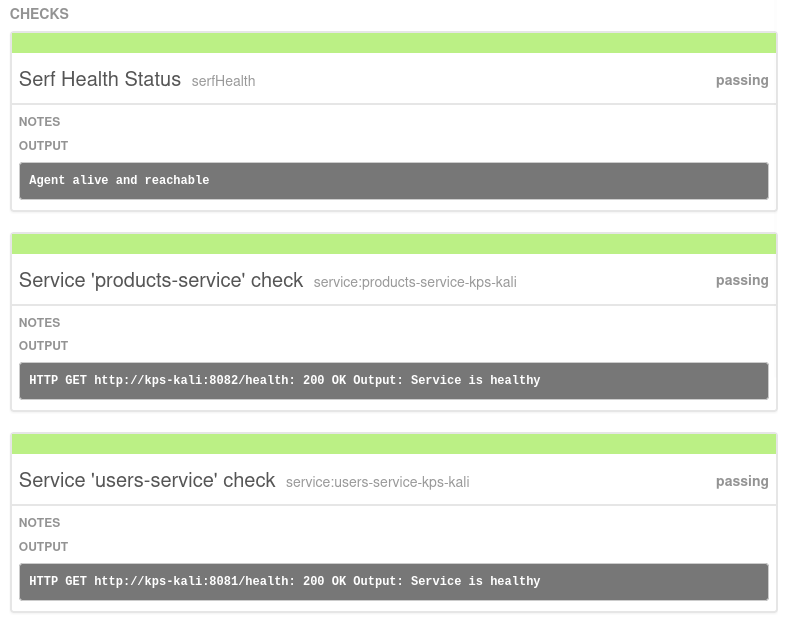 CHECKS
Serf Health Status serfHealth passing
NOTES
OUTPUT
Agent alive and reachable
Service 'products-service' check service:products-service-kps-kali passing
NOTES
OUTPUT
HTTP GET http://kps-kali:8082/health: 200 OK Output: Service is healthy
Service 'users-service' check service:users-service-kps-kali passing
NOTES
OUTPUT
HTTP GET http://kps-kali:8081/health: 200 OK Output: Service is healthy